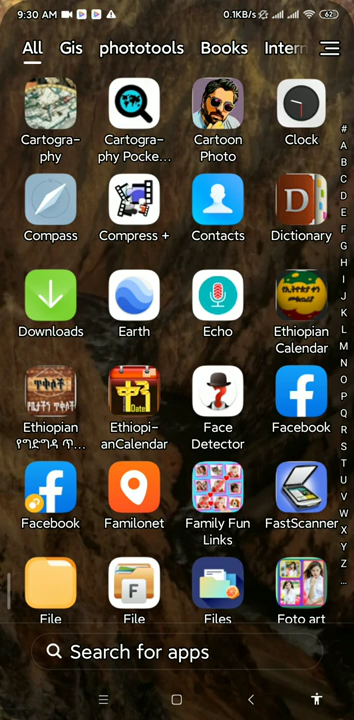 9:30 AM 0.1KB/s 62
All Gis phototools Books Intern
Cartogra-
phy
Cartogra-
phy Pocke...
Cartoon
Photo
Clock
Compass
Compress +
Contacts
Dictionary
Downloads
Earth
Echo
Ethiopian
Calendar
Ethiopian
የግድግዳ ጥ...
Ethiopi-
anCalendar
Face
Detector
Facebook
Facebook
Familonet
Family Fun
Links
FastScanner
File
File
Files
Foto art
Search for apps
#
A
B
C
D
E
F
G
H
I
J
K
L
M
N
O
P
Q
R
S
T
U
V
W
X
Y
Z
...